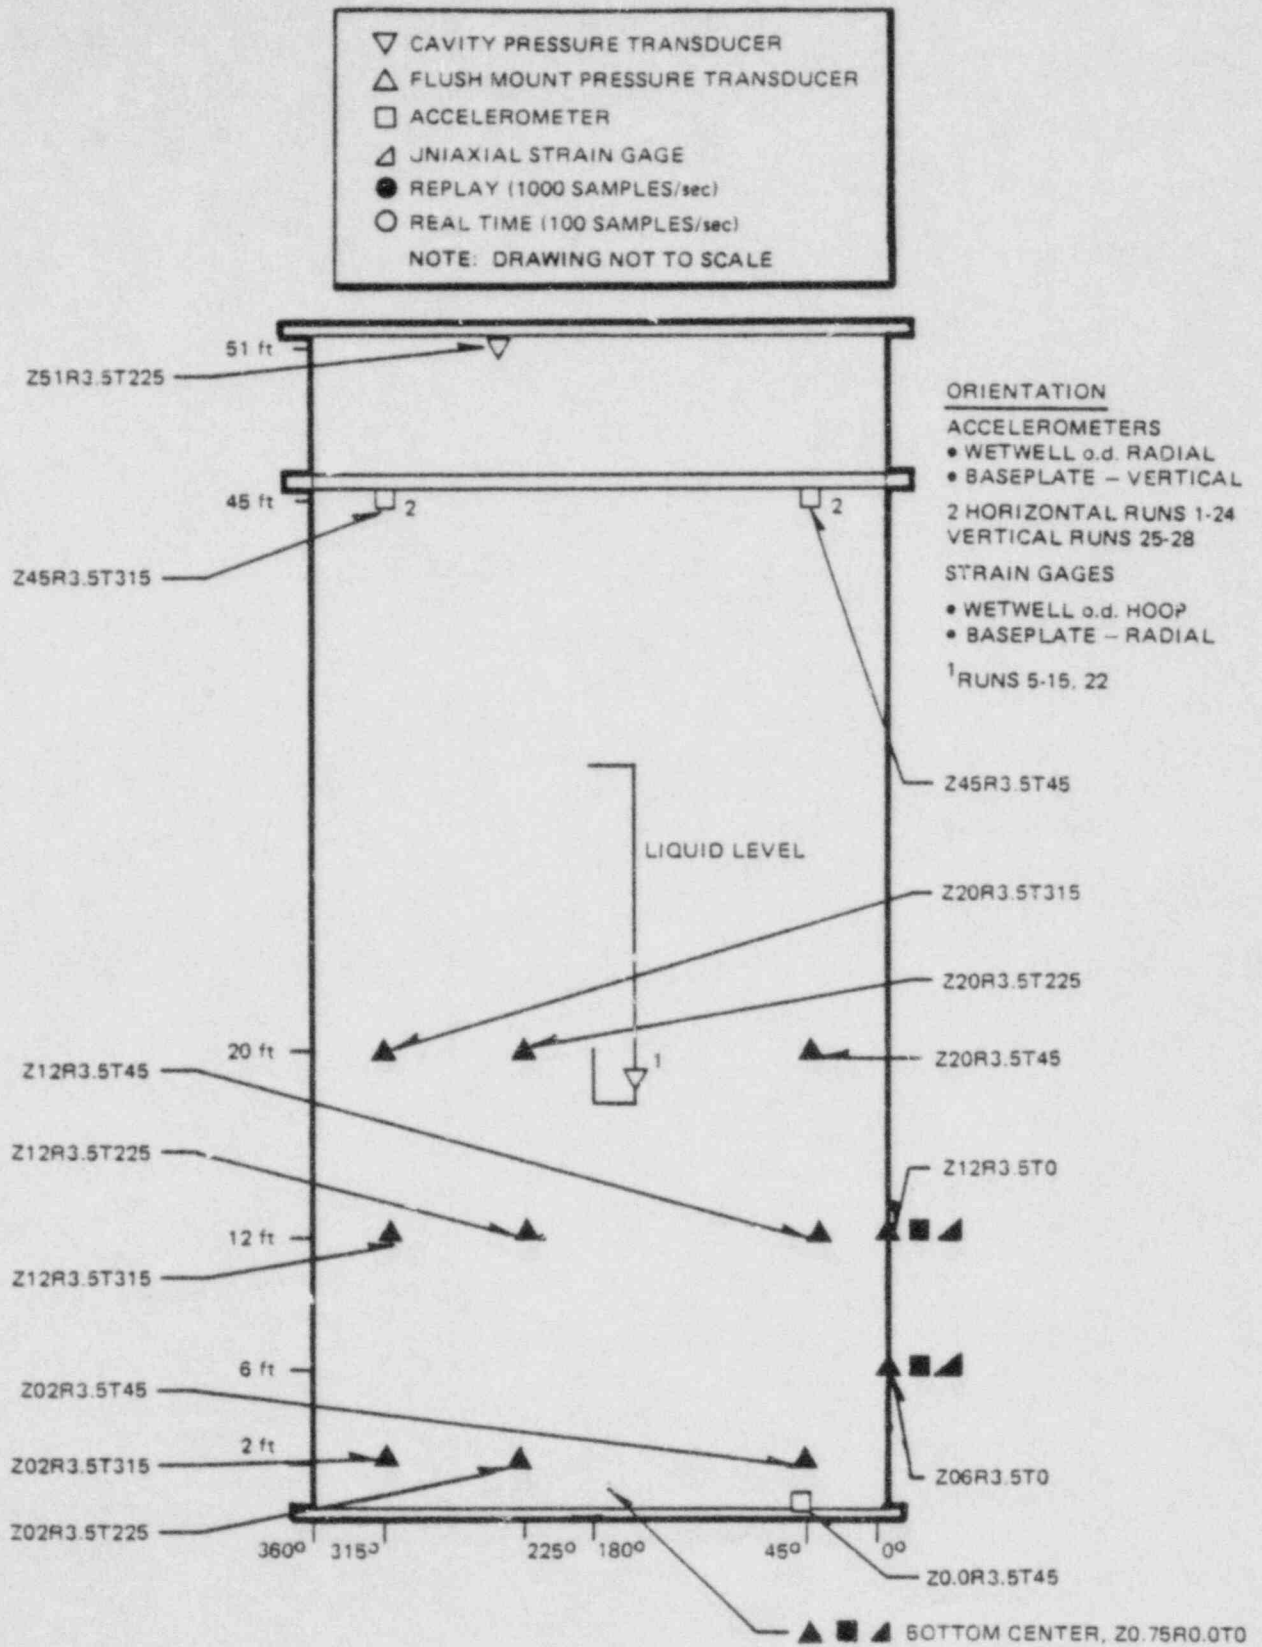 CAVITY PRESSURE TRANSDUCER
FLUSH MOUNT PRESSURE TRANSDUCER
ACCELEROMETER
UNIAXIAL STRAIN GAGE
REPLAY (1000 SAMPLES/sec)
REAL TIME (100 SAMPLES/sec)
NOTE: DRAWING NOT TO SCALE
51 ft
Z51R3.5T225
ORIENTATION
ACCELEROMETERS
• WETWELL o.d. RADIAL
• BASEPLATE – VERTICAL
2 HORIZONTAL RUNS 1-24
VERTICAL RUNS 25-28
STRAIN GAGES
• WETWELL o.d. HOOP
• BASEPLATE – RADIAL
1 RUNS 5-15, 22
45 ft
2
2
Z45R3.5T315
Z45R3.5T45
LIQUID LEVEL
Z20R3.5T315
Z20R3.5T225
20 ft
1
Z20R3.5T45
Z12R3.5T45
Z12R3.5T225
Z12R3.5T0
12 ft
Z12R3.5T315
6 ft
Z02R3.5T45
2 ft
Z02R3.5T315
Z06R3.5T0
Z02R3.5T225
360° 315° 225° 180° 45° 0°
Z0.0R3.5T45
BOTTOM CENTER, Z0.75R0.0T0